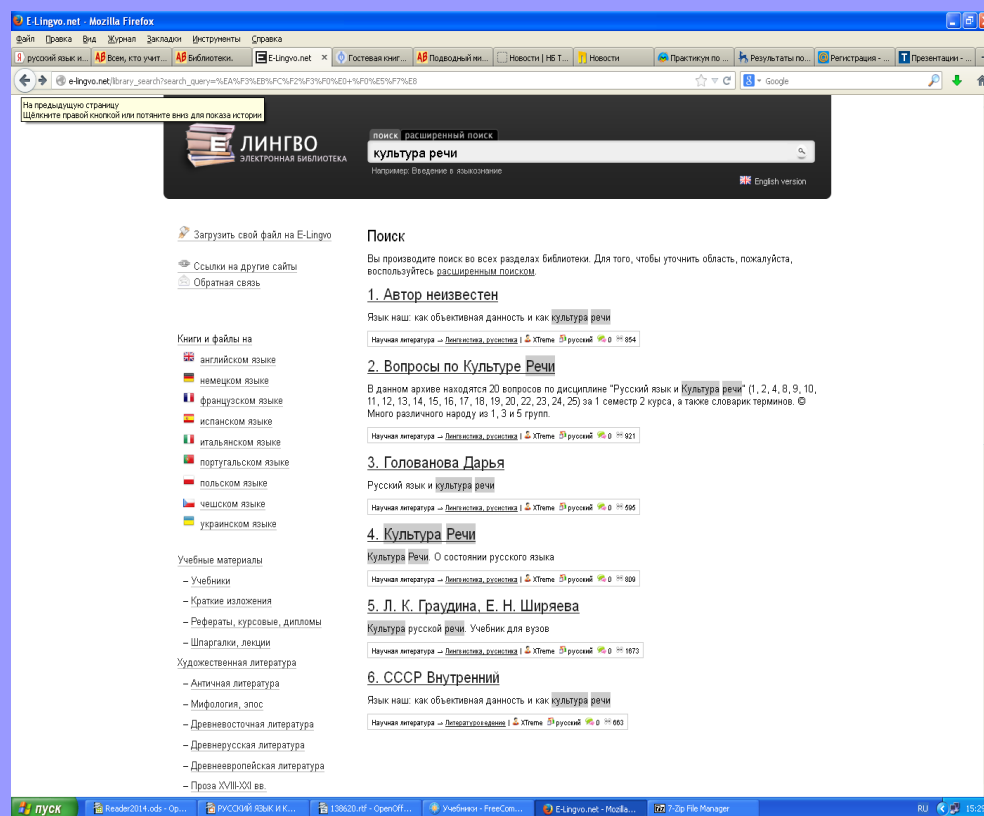 E-Lingvo.net - Mozilla Firefox
Файл Правка Вид Журнал Закладки Инструменты Справка
русский язык и... Всем, кто учит... Библиотеки. E-Lingvo.net × Гостевая книг... Подводный ми... Новости | НБ Т... Новости Практикум по ... Результаты по... Регистрация - ... Презентации - ...
e-lingvo.net/library_search?search_query=%EA%F3%EB%FC%F2%F3%F0%E0+%F0%E5%F7%E8 Google
На предыдущую страницу
Щёлкните правой кнопкой или потяните вниз для показа истории
поиск расширенный поиск
Е ЛИНГВО
ЭЛЕКТРОННАЯ БИБЛИОТЕКА
культура речи
Например: Введение в языкознание
English version
Загрузить свой файл на E-Lingvo
Ссылки на другие сайты
Обратная связь
Книги и файлы на
английском языке
немецком языке
французском языке
испанском языке
итальянском языке
португальском языке
польском языке
чешском языке
украинском языке
Учебные материалы
– Учебники
– Краткие изложения
– Рефераты, курсовые, дипломы
– Шпаргалки, лекции
Художественная литература
– Античная литература
– Мифология, эпос
– Древневосточная литература
– Древнерусская литература
– Древнеевропейская литература
– Проза XVIII-XXI вв.
Поиск
Вы производите поиск во всех разделах библиотеки. Для того, чтобы уточнить область, пожалуйста,
воспользуйтесь расширенным поиском.
1. Автор неизвестен
Язык наш: как объективная данность и как культура речи
Научная литература → Лингвистика, русистика | XTreme русский 0 854
2. Вопросы по Культуре Речи
В данном архиве находятся 20 вопросов по дисциплине "Русский язык и Культура речи" (1, 2, 4, 8, 9, 10,
11, 12, 13, 14, 15, 16, 17, 18, 19, 20, 22, 23, 24, 25) за 1 семестр 2 курса, а также словарик терминов. ©
Много различного народу из 1, 3 и 5 групп.
Научная литература → Лингвистика, русистика | XTreme русский 0 921
3. Голованова Дарья
Русский язык и культура речи
Научная литература → Лингвистика, русистика | XTreme русский 0 595
4. Культура Речи
Культура Речи. О состоянии русского языка
Научная литература → Лингвистика, русистика | XTreme русский 0 809
5. Л. К. Граудина, Е. Н. Ширяева
Культура русской речи. Учебник для вузов
Научная литература → Лингвистика, русистика | XTreme русский 0 1673
6. СССР Внутренний
Язык наш: как объективная данность и как культура речи
Научная литература → Литературоведение | XTreme русский 0 663
пуск Reader2014.ods - Op... РУССКИЙ ЯЗЫК И К... 138620.rtf - OpenOff... Учебники - FreeCom... E-Lingvo.net - Mozilla... 7-Zip File Manager RU 15:29